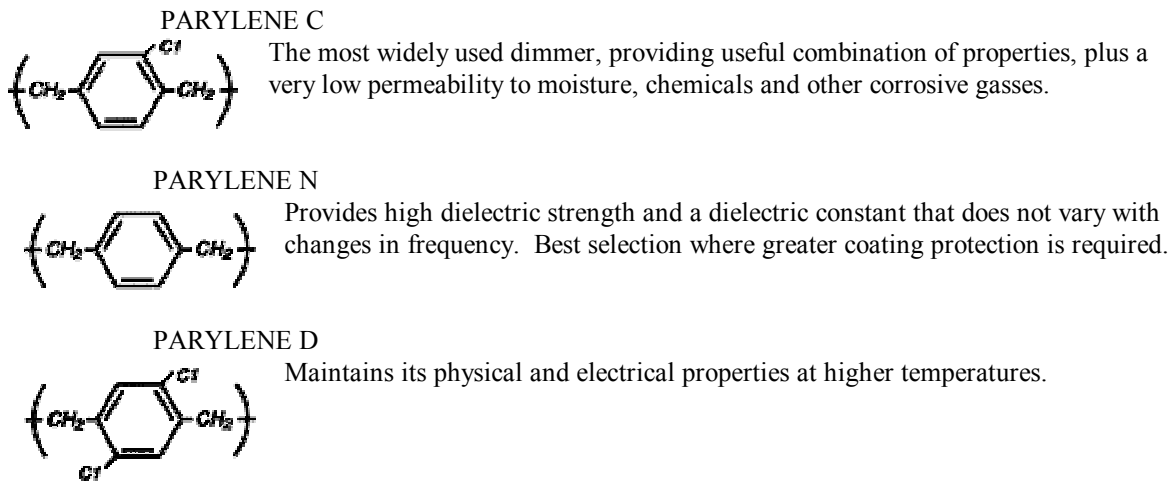 PARYLENE C
The most widely used dimmer, providing useful combination of properties, plus a
very low permeability to moisture, chemicals and other corrosive gasses.
CH₂ CH₂ C1
PARYLENE N
Provides high dielectric strength and a dielectric constant that does not vary with
changes in frequency. Best selection where greater coating protection is required.
CH₂ CH₂
PARYLENE D
Maintains its physical and electrical properties at higher temperatures.
C1
CH₂ CH₂
C1